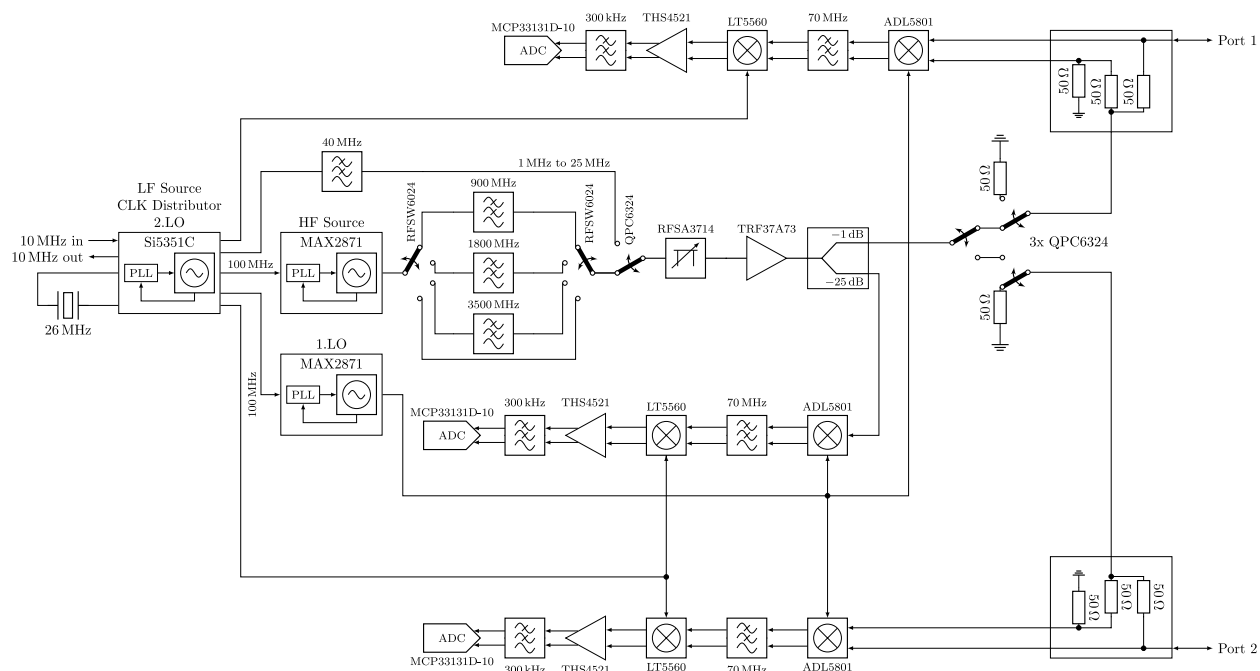 MCP33131D-10
300 kHz
THS4521
LT5560
70 MHz
ADL5801
ADC
Port 1
50 Ω
50 Ω
50 Ω
40 MHz
1 MHz to 25 MHz
50 Ω
LF Source
CLK Distributor
2.LO
Si5351C
10 MHz in
10 MHz out
PLL
26 MHz
100 MHz
HF Source
MAX2871
PLL
RFSW6024
900 MHz
1800 MHz
3500 MHz
RFSW6024
QPC6324
RFSA3714
TRF37A73
−1 dB
−25 dB
3x QPC6324
50 Ω
100 MHz
1.LO
MAX2871
PLL
MCP33131D-10
300 kHz
THS4521
LT5560
70 MHz
ADL5801
ADC
50 Ω
50 Ω
50 Ω
ADC
MCP33131D-10
300 kHz
THS4521
LT5560
70 MHz
ADL5801
Port 2